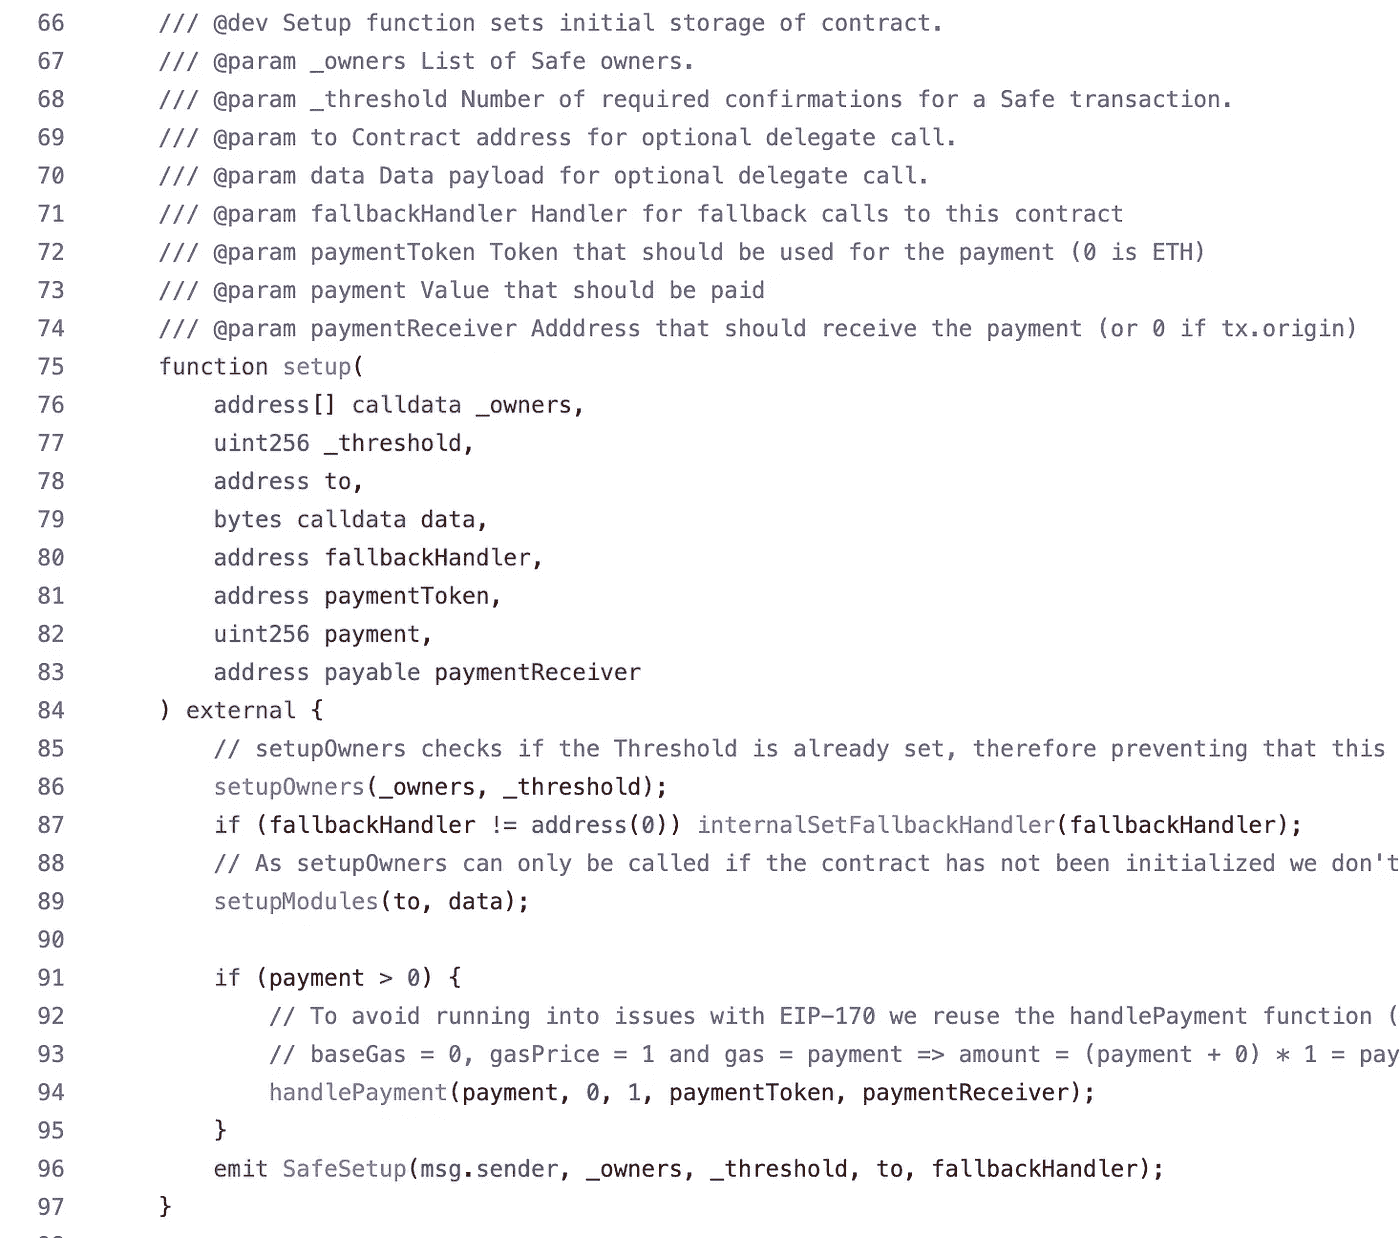 66 /// @dev Setup function sets initial storage of contract.
67 /// @param _owners List of Safe owners.
68 /// @param _threshold Number of required confirmations for a Safe transaction.
69 /// @param to Contract address for optional delegate call.
70 /// @param data Data payload for optional delegate call.
71 /// @param fallbackHandler Handler for fallback calls to this contract
72 /// @param paymentToken Token that should be used for the payment (0 is ETH)
73 /// @param payment Value that should be paid
74 /// @param paymentReceiver Adddress that should receive the payment (or 0 if tx.origin)
75 function setup(
76 address[] calldata _owners,
77 uint256 _threshold,
78 address to,
79 bytes calldata data,
80 address fallbackHandler,
81 address paymentToken,
82 uint256 payment,
83 address payable paymentReceiver
84 ) external {
85 // setupOwners checks if the Threshold is already set, therefore preventing that this
86 setupOwners(_owners, _threshold);
87 if (fallbackHandler != address(0)) internalSetFallbackHandler(fallbackHandler);
88 // As setupOwners can only be called if the contract has not been initialized we don't
89 setupModules(to, data);
90
91 if (payment > 0) {
92 // To avoid running into issues with EIP-170 we reuse the handlePayment function (
93 // baseGas = 0, gasPrice = 1 and gas = payment => amount = (payment + 0) * 1 = pay
94 handlePayment(payment, 0, 1, paymentToken, paymentReceiver);
95 }
96 emit SafeSetup(msg.sender, _owners, _threshold, to, fallbackHandler);
97 }